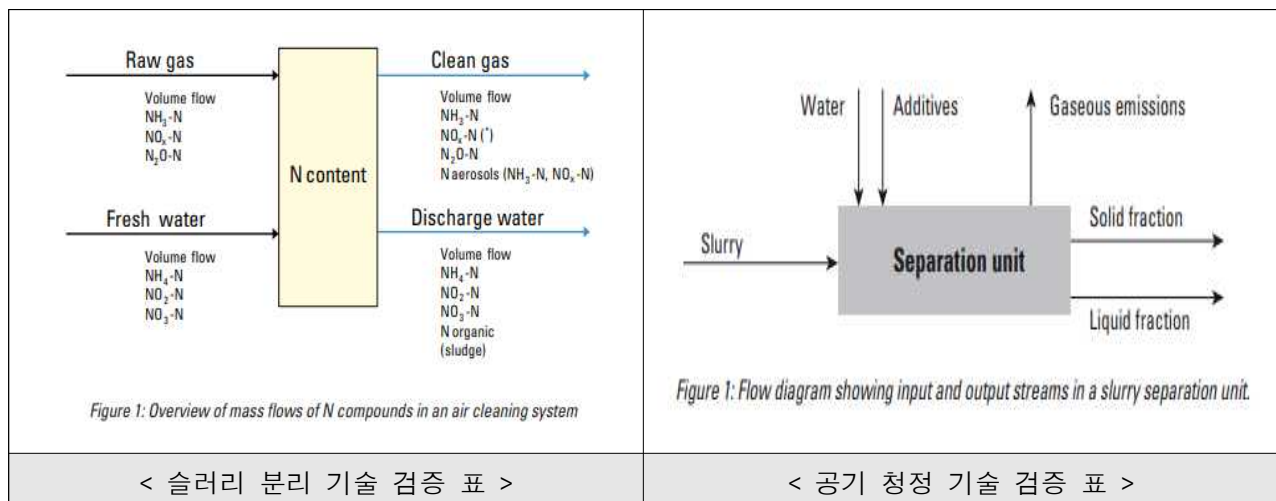 Raw gas
Volume flow
NH₃-N
NOₓ-N
N₂O-N
Fresh water
Volume flow
NH₄-N
NO₂-N
NO₃-N
N content
Clean gas
Volume flow
NH₃-N
NOₓ-N (*)
N₂O-N
N aerosols (NH₃-N, NOₓ-N)
Discharge water
Volume flow
NH₄-N
NO₂-N
NO₃-N
N organic
(sludge)
Figure 1: Overview of mass flows of N compounds in an air cleaning system
Water
Additives
Gaseous emissions
Slurry
Separation unit
Solid fraction
Liquid fraction
Figure 1: Flow diagram showing input and output streams in a slurry separation unit.
< 슬러리 분리 기술 검증 표 >
< 공기 청정 기술 검증 표 >